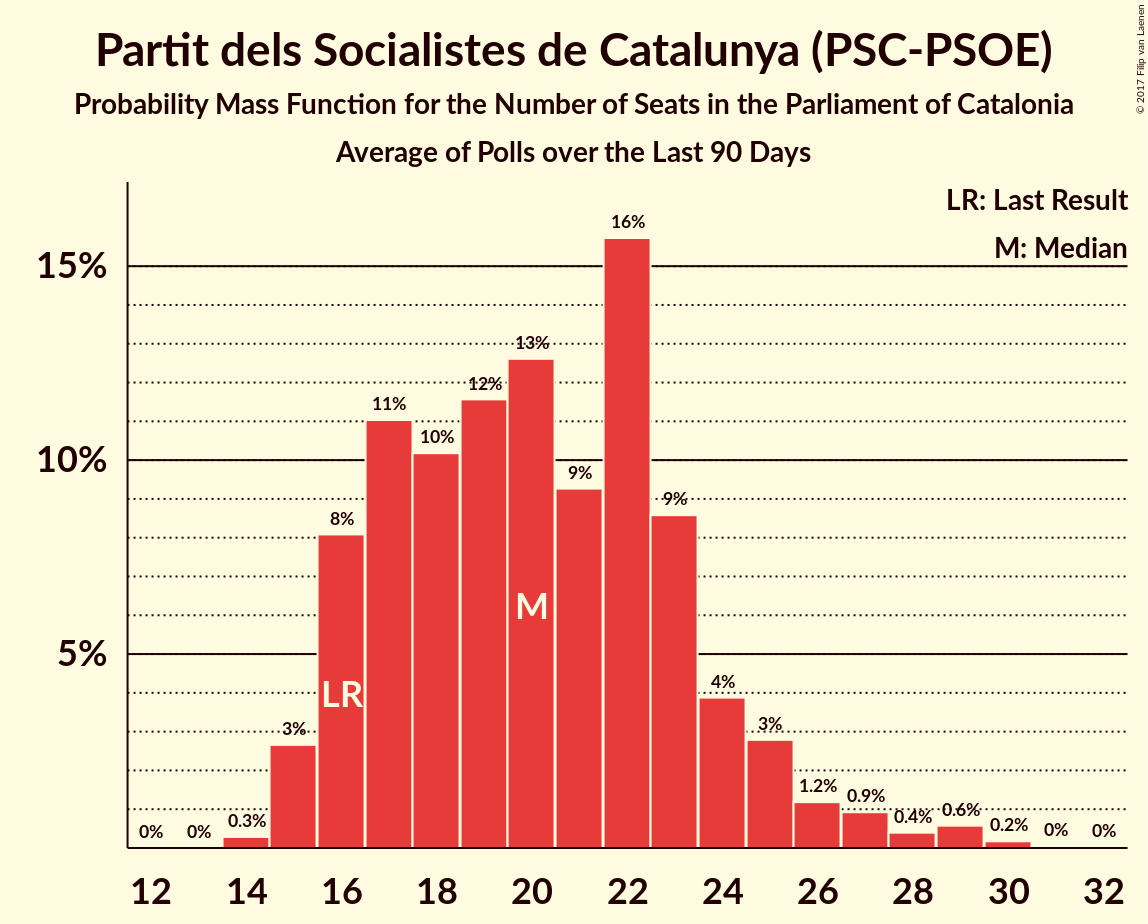 Partit dels Socialistes de Catalunya (PSC-PSOE)
Probability Mass Function for the Number of Seats in the Parliament of Catalonia
Average of Polls over the Last 90 Days
© 2017 Filip van Laenen
LR: Last Result
M: Median
15%
10%
5%
0%
0%
0.3%
3%
8%
11%
10%
12%
13%
9%
16%
9%
4%
3%
1.2%
0.9%
0.4%
0.6%
0.2%
0%
0%
LR
M
12 14 16 18 20 22 24 26 28 30 32